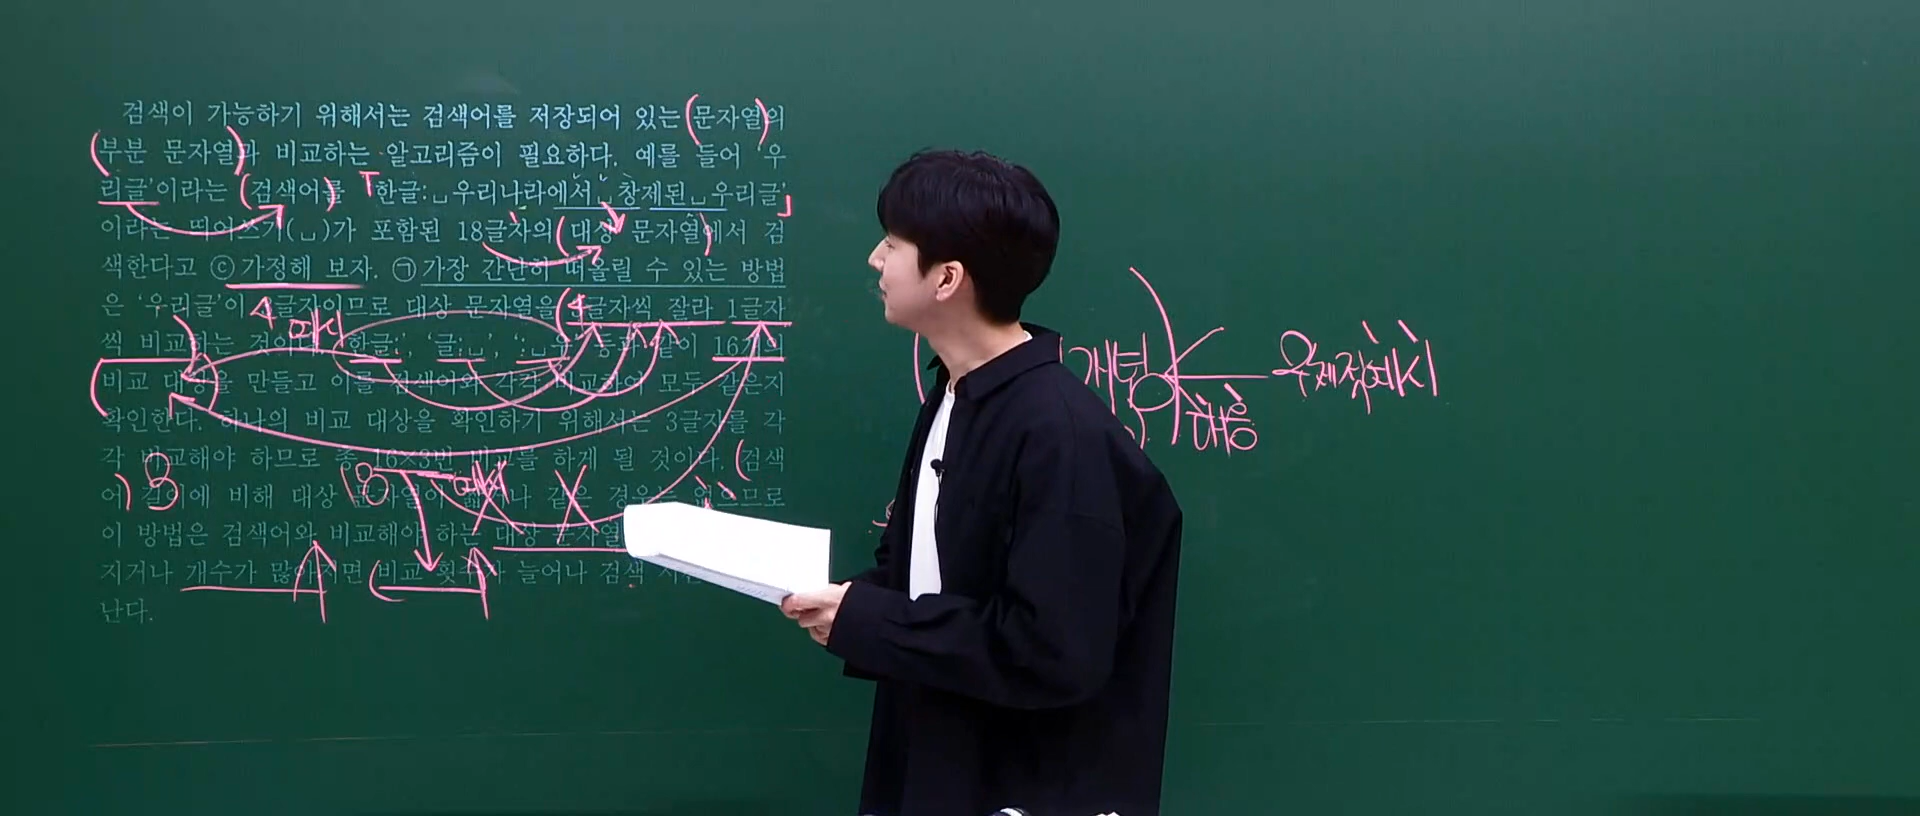 검색이 가능하기 위해서는 검색어를 저장되어 있는 문자열의
부분 문자열과 비교하는 알고리즘이 필요하다. 예를 들어 ‘우
리글’이라는 검색어를 「한글:␣우리나라에서␣창제된␣우리글」
이라는 띄어쓰기(␣)가 포함된 18글자의 대상 문자열에서 검
색한다고 ⓒ가정해 보자. ㉠가장 간단히 떠올릴 수 있는 방법
은 ‘우리글’이 3글자이므로 대상 문자열을 3글자씩 잘라 1글자
씩 비교하는 것이다. ‘한글:’, ‘글:␣’, ‘:␣우’ 등과 같이 16개의
비교 대상을 만들고 이를 검색어와 각각 비교하여 모두 같은지
확인한다. 하나의 비교 대상을 확인하기 위해서는 3글자를 각
각 비교해야 하므로 총 16×3번 비교를 하게 될 것이다. 검색
어 길이에 비해 대상 문자열이 짧거나 같은 경우는 없으므로
이 방법은 검색어와 비교해야 하는 대상 문자열
지거나 개수가 많아지면 비교 횟수가 늘어나 검색
난다.
예시
대응
구체적 예시